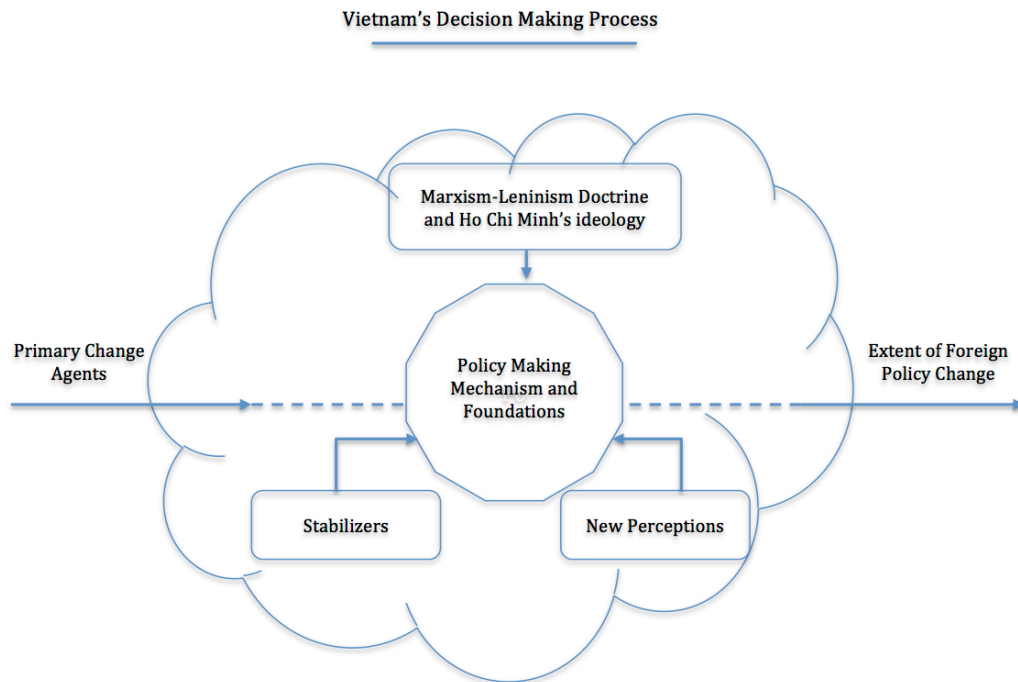 Vietnam's Decision Making Process
Marxism-Leninism Doctrine
and Ho Chi Minh's ideology
Primary Change
Agents
Policy Making
Mechanism and
Foundations
Extent of Foreign
Policy Change
Stabilizers
New Perceptions